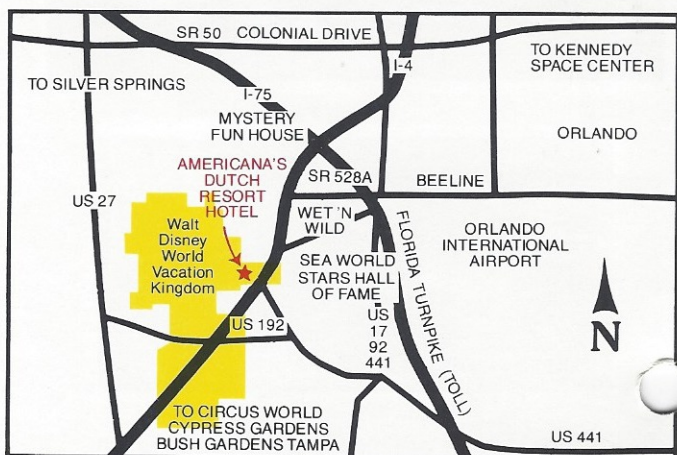 SR 50 COLONIAL DRIVE
TO SILVER SPRINGS
I-75
I-4
TO KENNEDY
SPACE CENTER
MYSTERY
FUN HOUSE
ORLANDO
AMERICANA'S
DUTCH
RESORT
HOTEL
SR 528A
BEELINE
US 27
WET 'N
WILD
Walt
Disney
World
Vacation
Kingdom
SEA WORLD
STARS HALL
OF FAME
FLORIDA TURNPIKE (TOLL)
ORLANDO
INTERNATIONAL
AIRPORT
US 192
US
17
92
441
N
TO CIRCUS WORLD
CYPRESS GARDENS
BUSH GARDENS TAMPA
US 441